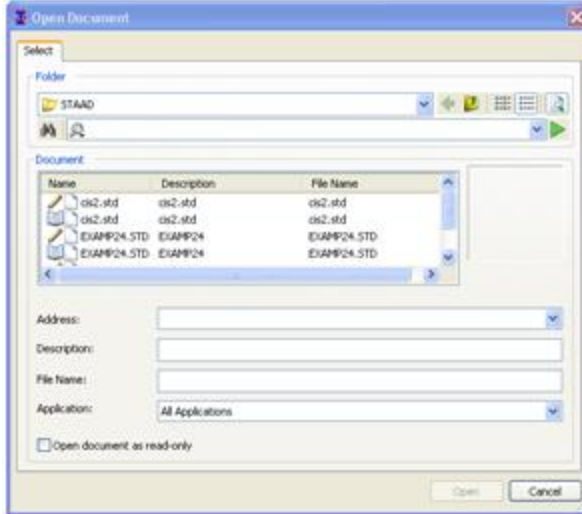 Open Document
Select
Folder
STAAD
Document
Name Description File Name
cis2.std cis2.std cis2.std
cis2.std cis2.std cis2.std
EXAMP24.STD EXAMP24 EXAMP24.STD
EXAMP24.STD EXAMP24 EXAMP24.STD
Address:
Description:
File Name:
Application: All Applications
Open document as read-only
Open Cancel